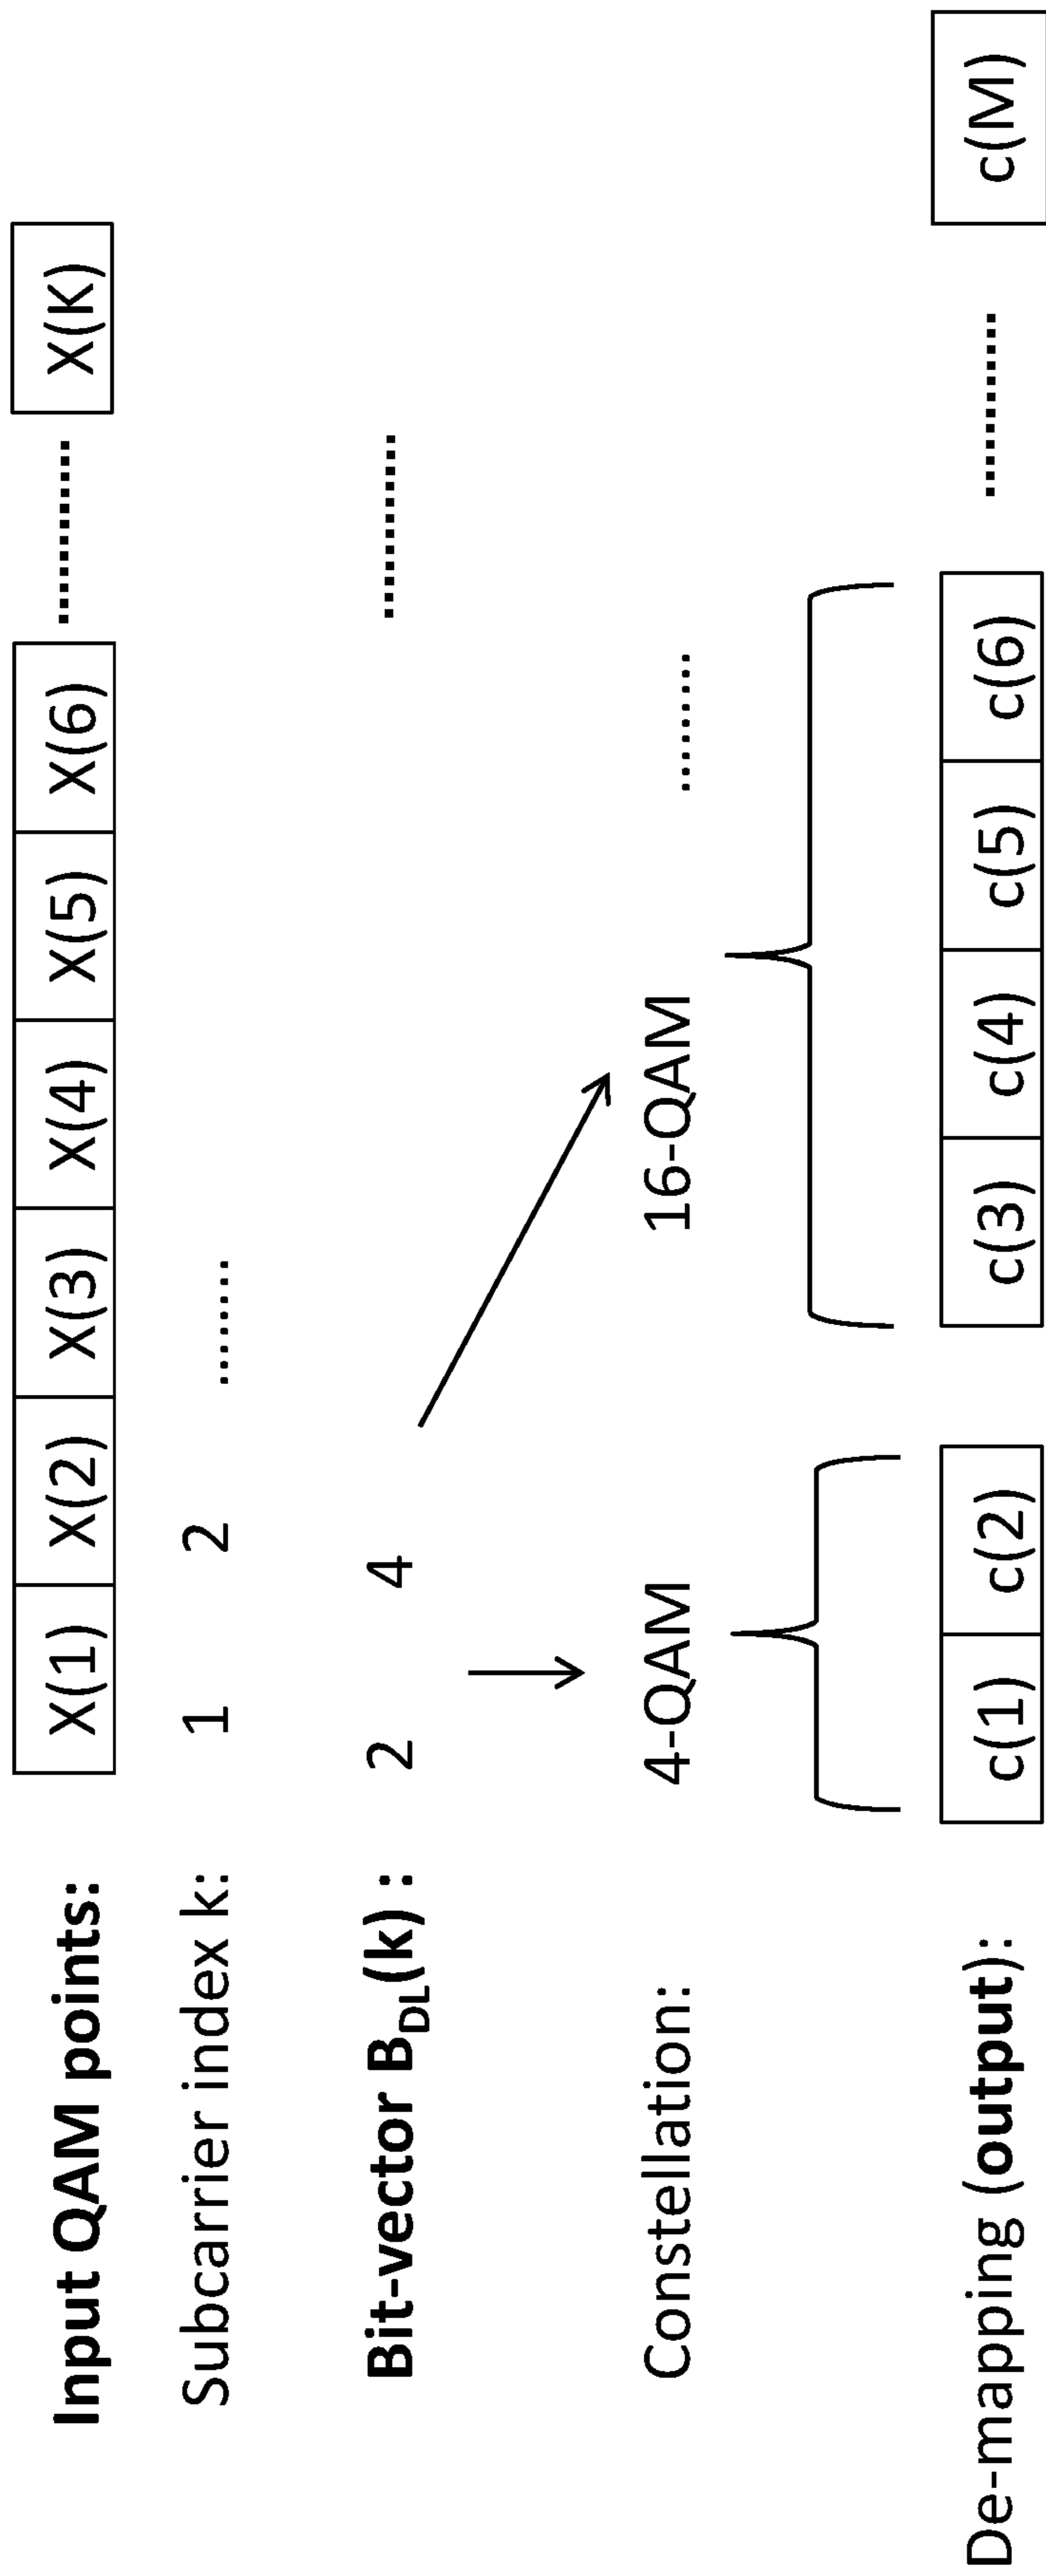 Input QAM points: X(1) X(2) X(3) X(4) X(5) X(6) ............ X(K)
Subcarrier index k: 1 2 ........
Bit-vector B_DL(k) : 2 4 ............
Constellation: 4-QAM 16-QAM .........
De-mapping (output): c(1) c(2) c(3) c(4) c(5) c(6) ............ c(M)